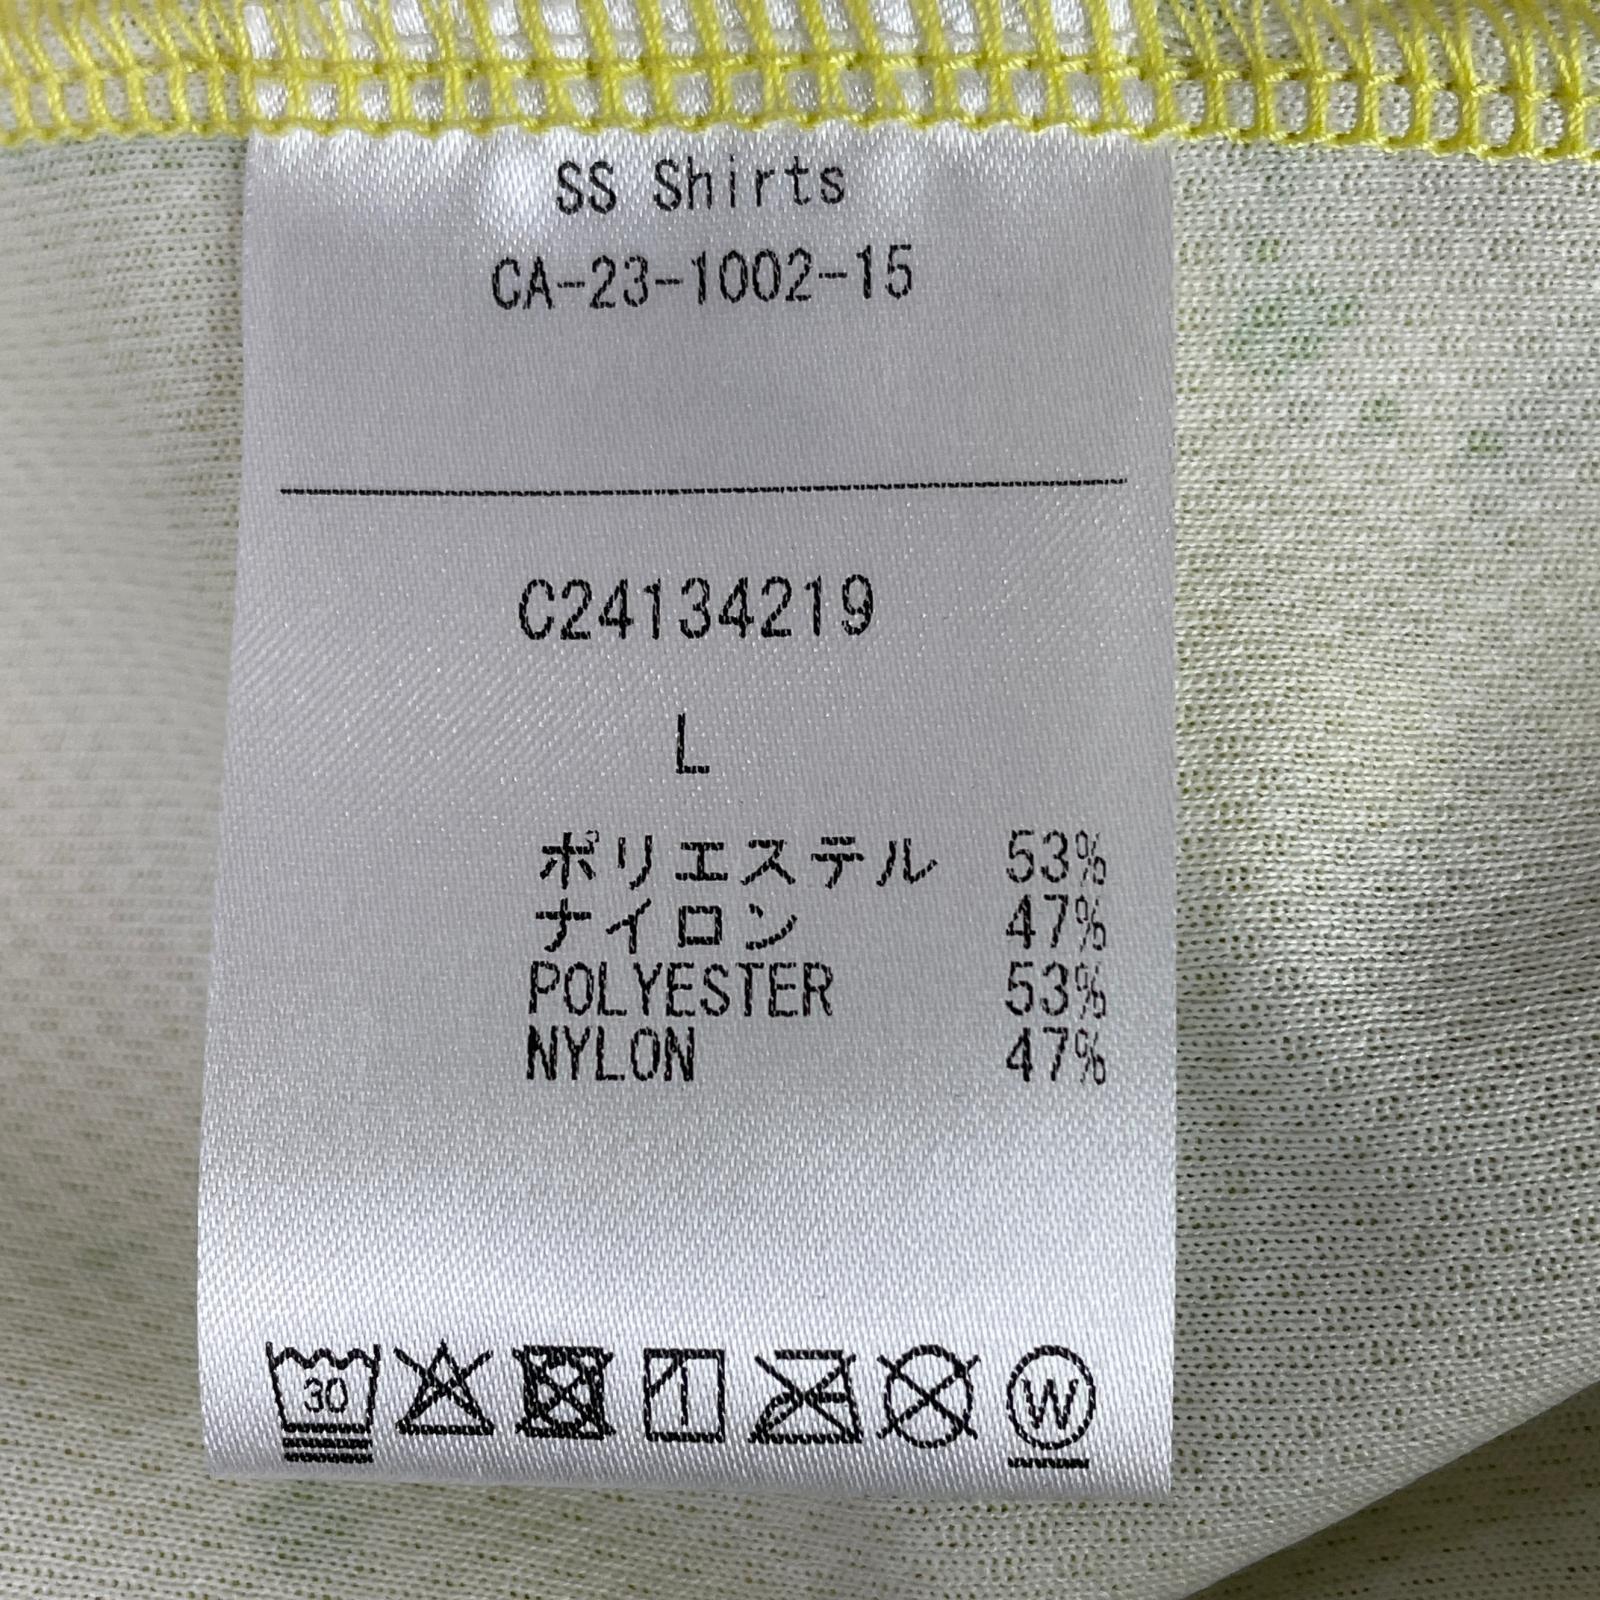 SS Shirts
CA-23-1002-15
C24134219
L
ポリエステル 53%
ナイロン 47%
POLYESTER 53%
NYLON 47%
30
W